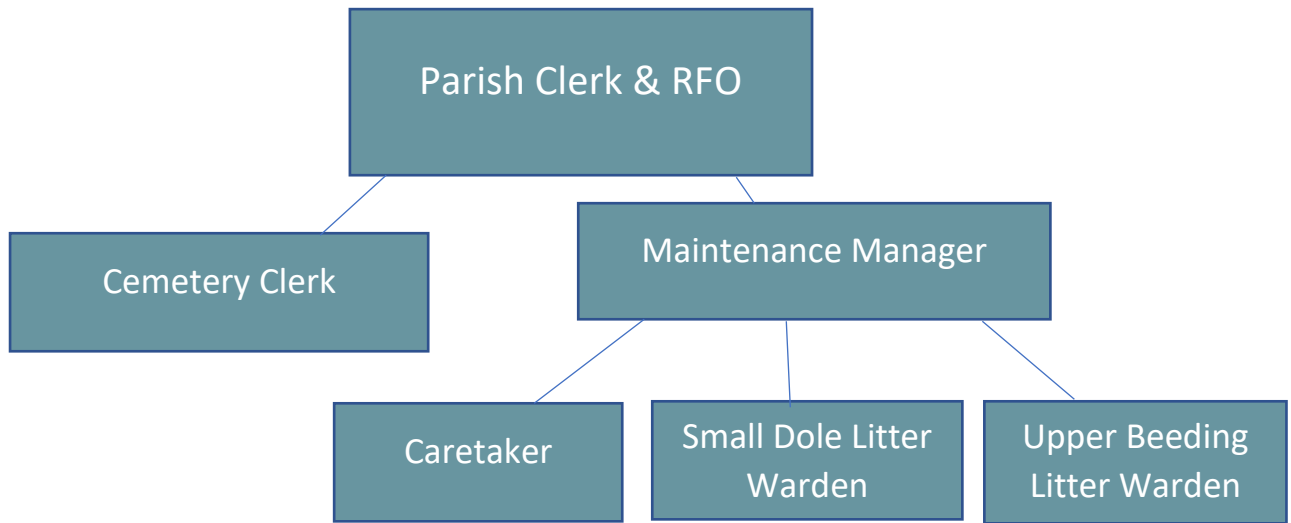 Parish Clerk & RFO
Cemetery Clerk
Maintenance Manager
Caretaker
Small Dole Litter
Warden
Upper Beeding
Litter Warden